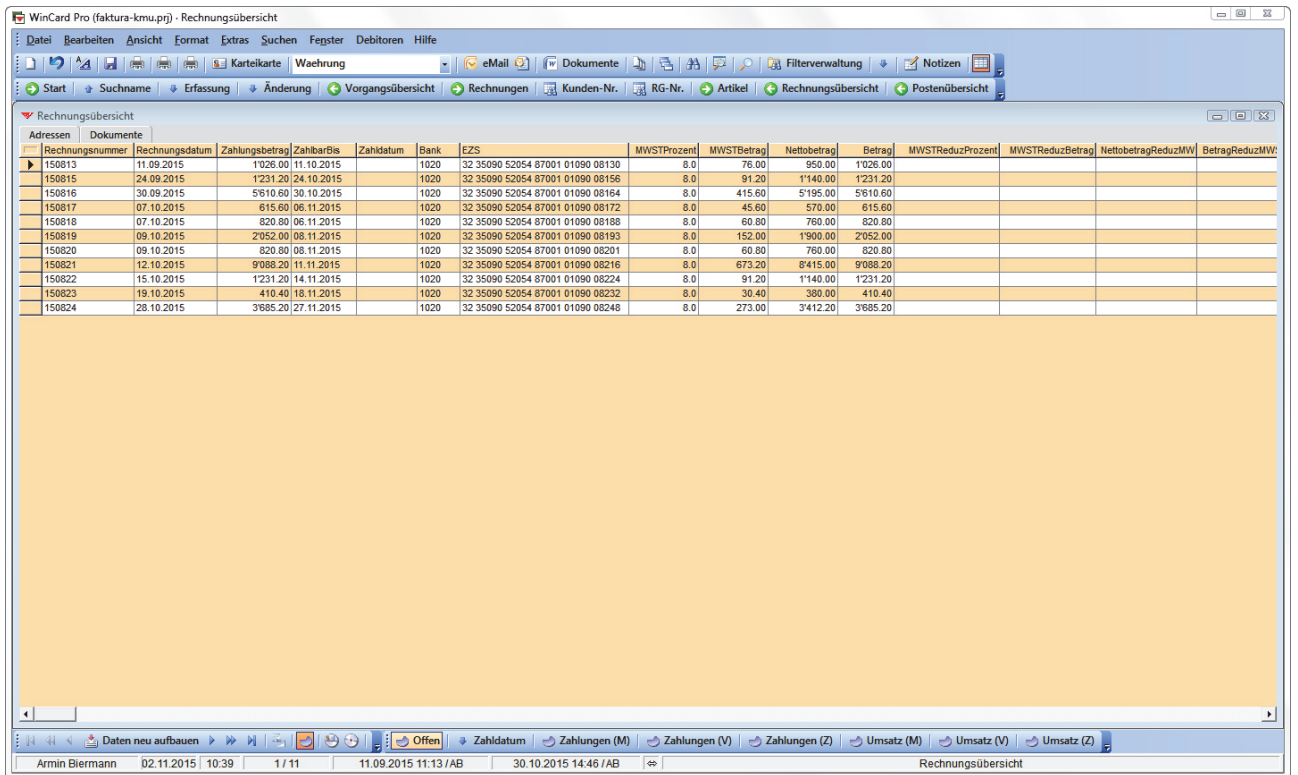 WinCard Pro (faktura-kmu.prj) - Rechnungsübersicht
Datei Bearbeiten Ansicht Format Extras Suchen Fenster Debitoren Hilfe
Karteikarte Waehrung eMail Dokumente Filterverwaltung Notizen
Start Suchname Erfassung Änderung Vorgangsübersicht Rechnungen Kunden-Nr. RG-Nr. Artikel Rechnungsübersicht Postenübersicht
Rechnungsübersicht
Adressen Dokumente
Rechnungsnummer Rechnungsdatum Zahlungsbetrag ZahlbarBis Zahldatum Bank EZS MWSTProzent MWSTBetrag Nettobetrag Betrag MWSTReduzProzent MWSTReduzBetrag NettobetragReduzMW BetragReduzMWS
150813 11.09.2015 1'026.00 11.10.2015 1020 32 35090 52054 87001 01090 08130 8.0 76.00 950.00 1'026.00
150815 24.09.2015 1'231.20 24.10.2015 1020 32 35090 52054 87001 01090 08156 8.0 91.20 1'140.00 1'231.20
150816 30.09.2015 5'610.60 30.10.2015 1020 32 35090 52054 87001 01090 08164 8.0 415.60 5'195.00 5'610.60
150817 07.10.2015 615.60 06.11.2015 1020 32 35090 52054 87001 01090 08172 8.0 45.60 570.00 615.60
150818 07.10.2015 820.80 06.11.2015 1020 32 35090 52054 87001 01090 08188 8.0 60.80 760.00 820.80
150819 09.10.2015 2'052.00 08.11.2015 1020 32 35090 52054 87001 01090 08193 8.0 152.00 1'900.00 2'052.00
150820 09.10.2015 820.80 08.11.2015 1020 32 35090 52054 87001 01090 08201 8.0 60.80 760.00 820.80
150821 12.10.2015 9'088.20 11.11.2015 1020 32 35090 52054 87001 01090 08216 8.0 673.20 8'415.00 9'088.20
150822 15.10.2015 1'231.20 14.11.2015 1020 32 35090 52054 87001 01090 08224 8.0 91.20 1'140.00 1'231.20
150823 19.10.2015 410.40 18.11.2015 1020 32 35090 52054 87001 01090 08232 8.0 30.40 380.00 410.40
150824 28.10.2015 3'685.20 27.11.2015 1020 32 35090 52054 87001 01090 08248 8.0 273.00 3'412.20 3'685.20
Daten neu aufbauen Offen Zahldatum Zahlungen (M) Zahlungen (V) Zahlungen (Z) Umsatz (M) Umsatz (V) Umsatz (Z)
Armin Biermann 02.11.2015 10:39 1 / 11 11.09.2015 11:13 / AB 30.10.2015 14:46 / AB Rechnungsübersicht